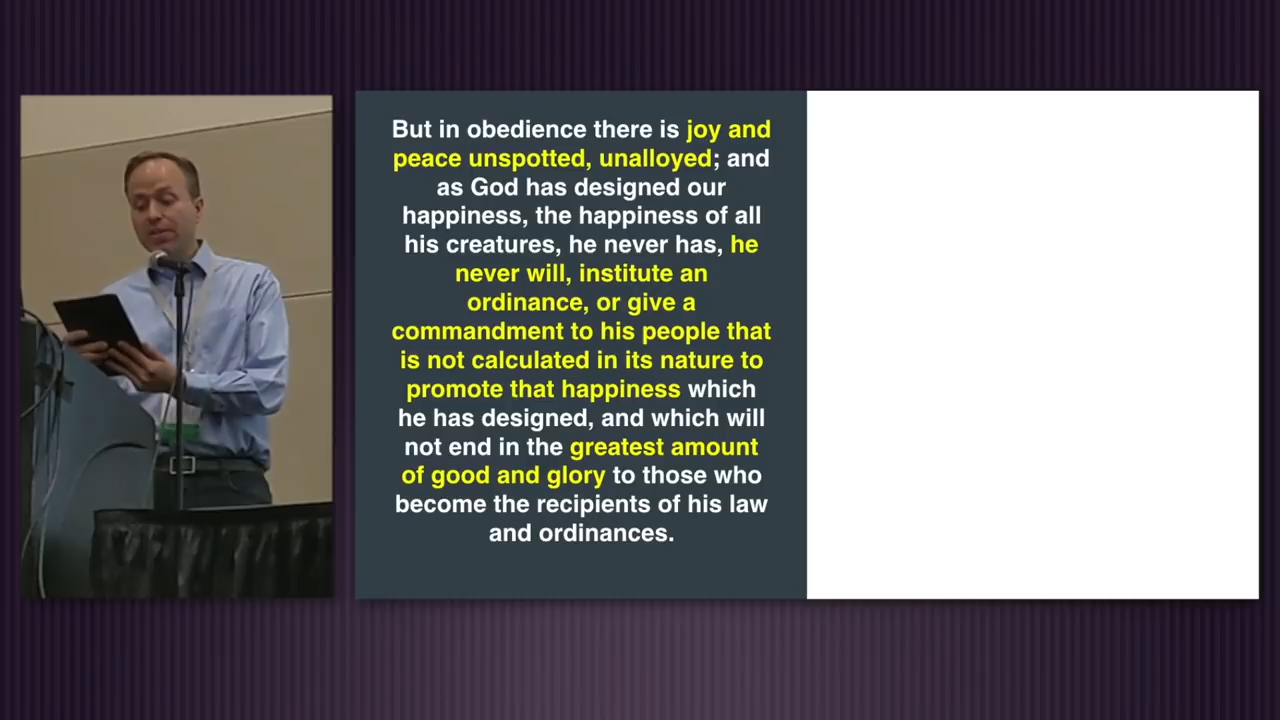 But in obedience there is joy and
peace unspotted, unalloyed; and
as God has designed our
happiness, the happiness of all
his creatures, he never has, he
never will, institute an
ordinance, or give a
commandment to his people that
is not calculated in its nature to
promote that happiness which
he has designed, and which will
not end in the greatest amount
of good and glory to those who
become the recipients of his law
and ordinances.